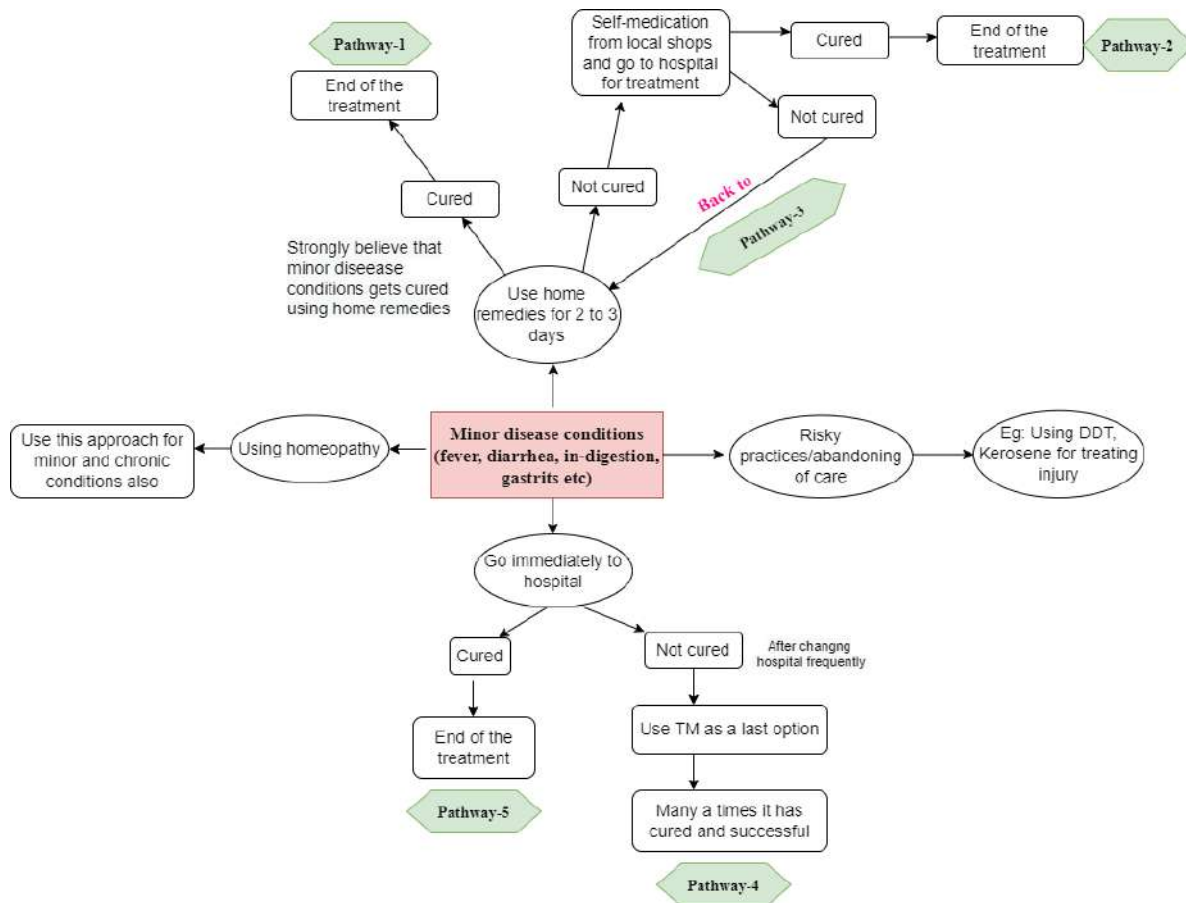 Pathway-1
End of the
treatment
Cured
Strongly believe that
minor diseease
conditions gets cured
using home remedies
Not cured
Self-medication
from local shops
and go to hospital
for treatment
Cured
End of the
treatment
Pathway-2
Not cured
Back to
Pathway-3
Use home
remedies for 2 to 3
days
Use this approach for
minor and chronic
conditions also
Using homeopathy
Minor disease conditions
(fever, diarrhea, in-digestion,
gastrits etc)
Risky
practices/abandoning
of care
Eg: Using DDT,
Kerosene for treating
injury
Go immediately to
hospital
Cured
End of the
treatment
Pathway-5
Not cured
After changng
hospital frequently
Use TM as a last option
Many a times it has
cured and successful
Pathway-4